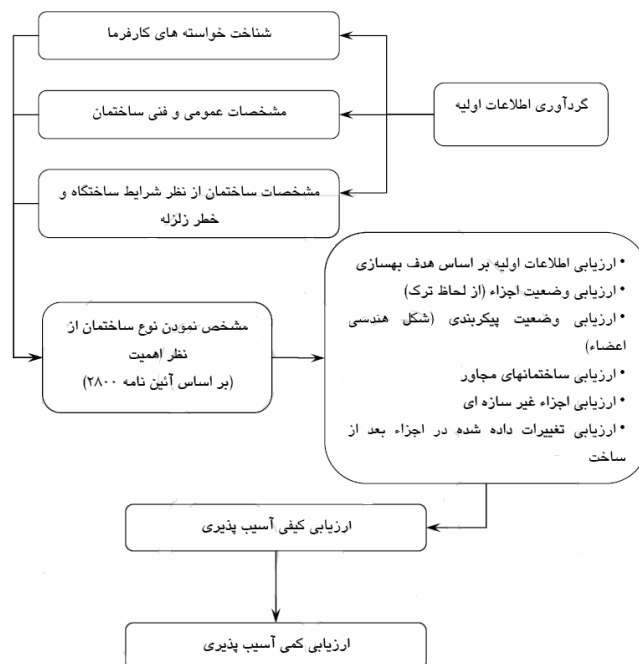 شناخت خواسته های کارفرما
گردآوری اطلاعات اولیه
مشخصات عمومی و فنی ساختمان
مشخصات ساختمان از نظر شرایط ساختگاه و
خطر زلزله
• ارزیابی اطلاعات اولیه بر اساس هدف بهسازی
• ارزیابی وضعیت اجزاء (از لحاظ ترک)
• ارزیابی وضعیت پیکربندی (شکل هندسی
اعضاء)
• ارزیابی ساختمانهای مجاور
• ارزیابی اجزاء غیر سازه ای
• ارزیابی تغییرات داده شده در اجزاء بعد از
ساخت
مشخص نمودن نوع ساختمان از
نظر اهمیت
(بر اساس آئین نامه ۲۸۰۰)
ارزیابی کیفی آسیب پذیری
ارزیابی کمی آسیب پذیری